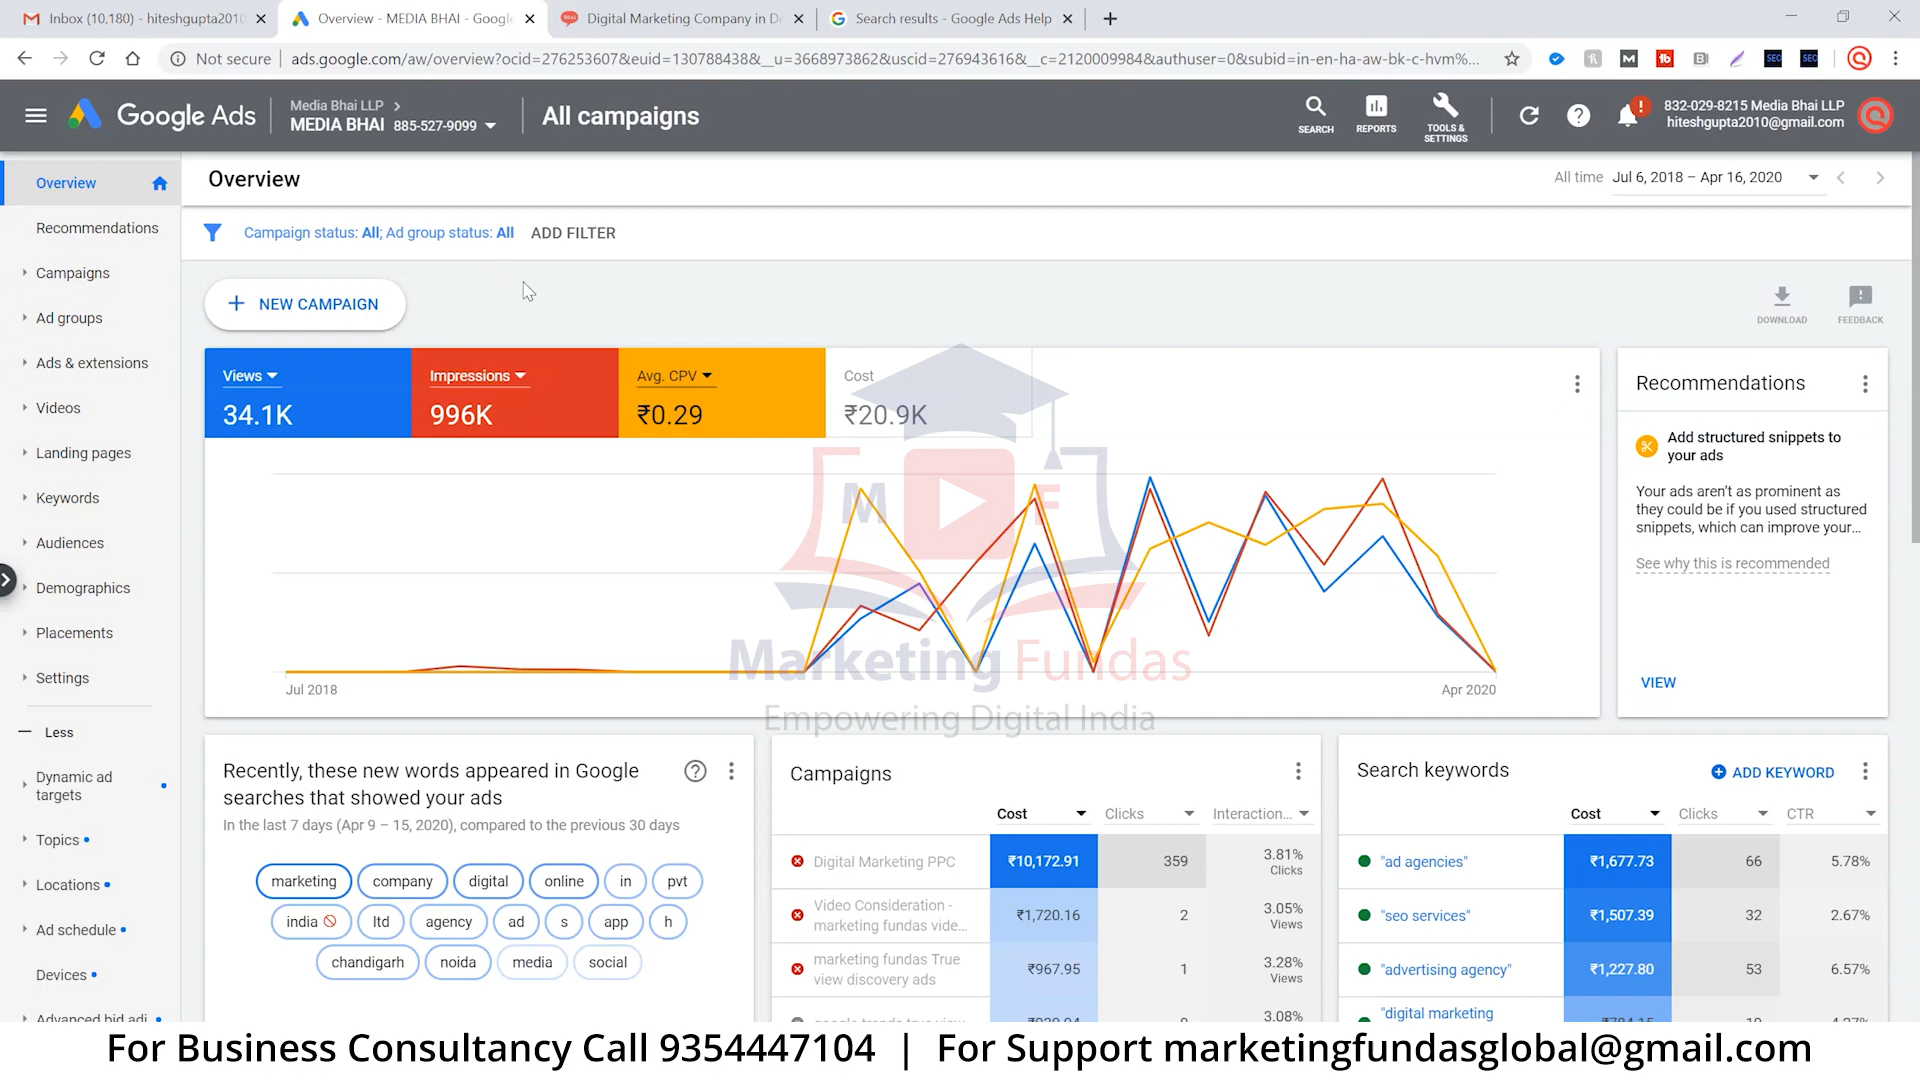 Inbox (10,180) - hiteshgupta2010
Overview - MEDIA BHAI - Google
Digital Marketing Company in De
Search results - Google Ads Help
Not secure
ads.google.com/aw/overview?ocid=276253607&euid=130788438&__u=3668973862&uscid=276943616&__c=2120009984&authuser=0&subid=in-en-ha-aw-bk-c-hvm%...
Google Ads
Media Bhai LLP
MEDIA BHAI 885-527-9099
All campaigns
SEARCH
REPORTS
TOOLS &
SETTINGS
832-029-8215 Media Bhai LLP
hiteshgupta2010@gmail.com
Overview
Recommendations
Campaigns
Ad groups
Ads & extensions
Videos
Landing pages
Keywords
Audiences
Demographics
Placements
Settings
Less
Dynamic ad
targets
Topics
Locations
Ad schedule
Devices
Advanced bid adj
Overview
All time Jul 6, 2018 – Apr 16, 2020
Campaign status: All; Ad group status: All ADD FILTER
NEW CAMPAIGN
DOWNLOAD
FEEDBACK
Views
34.1K
Impressions
996K
Avg. CPV
₹0.29
Cost
₹20.9K
Jul 2018
Apr 2020
M F
Marketing Fundas
Empowering Digital India
Recommendations
Add structured snippets to
your ads
Your ads aren't as prominent as
they could be if you used structured
snippets, which can improve your...
See why this is recommended
VIEW
Recently, these new words appeared in Google
searches that showed your ads
In the last 7 days (Apr 9 – 15, 2020), compared to the previous 30 days
marketing company digital online in pvt
india ltd agency ad s app h
chandigarh noida media social
Campaigns
Cost Clicks Interaction...
Digital Marketing PPC ₹10,172.91 359 3.81%
Clicks
Video Consideration -
marketing fundas vide... ₹1,720.16 2 3.05%
Views
marketing fundas True
view discovery ads ₹967.95 1 3.28%
Views
3.08%
Search keywords
ADD KEYWORD
Cost Clicks CTR
"ad agencies" ₹1,677.73 66 5.78%
"seo services" ₹1,507.39 32 2.67%
"advertising agency" ₹1,227.80 53 6.57%
"digital marketing
For Business Consultancy Call 9354447104 | For Support marketingfundasglobal@gmail.com